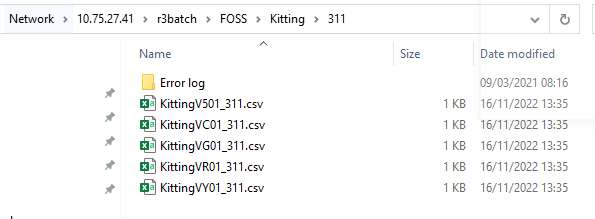 Network > 10.75.27.41 > r3batch > FOSS > Kitting > 311
Name Size Date modified
Error log 09/03/2021 08:16
KittingV501_311.csv 1 KB 16/11/2022 13:35
KittingVC01_311.csv 1 KB 16/11/2022 13:35
KittingVG01_311.csv 1 KB 16/11/2022 13:35
KittingVR01_311.csv 1 KB 16/11/2022 13:35
KittingVY01_311.csv 1 KB 16/11/2022 13:35